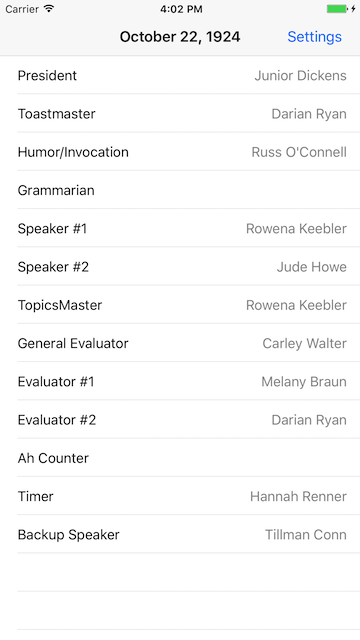 Carrier 4:02 PM
October 22, 1924 Settings
President Junior Dickens
Toastmaster Darian Ryan
Humor/Invocation Russ O'Connell
Grammarian
Speaker #1 Rowena Keebler
Speaker #2 Jude Howe
TopicsMaster Rowena Keebler
General Evaluator Carley Walter
Evaluator #1 Melany Braun
Evaluator #2 Darian Ryan
Ah Counter
Timer Hannah Renner
Backup Speaker Tillman Conn